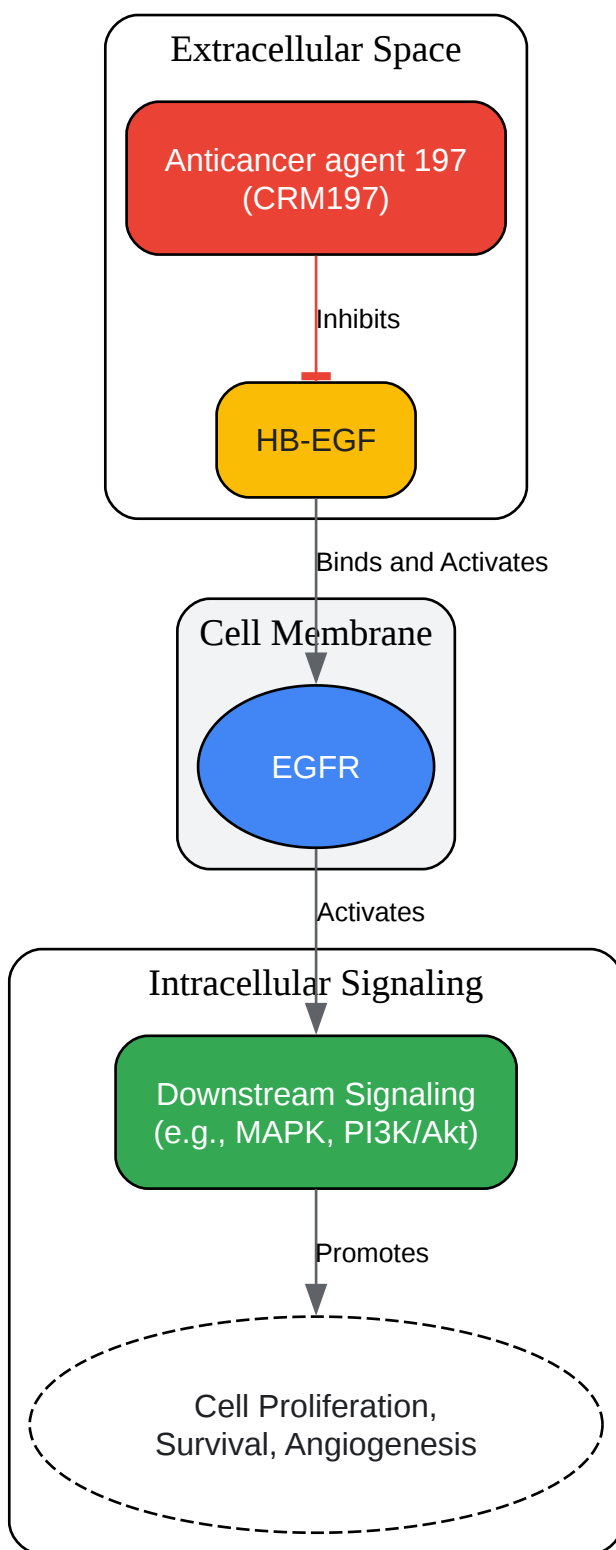 Extracellular Space
Anticancer agent 197
(CRM197)
Inhibits
HB-EGF
Binds and Activates
Cell Membrane
EGFR
Activates
Intracellular Signaling
Downstream Signaling
(e.g., MAPK, PI3K/Akt)
Promotes
Cell Proliferation,
Survival, Angiogenesis